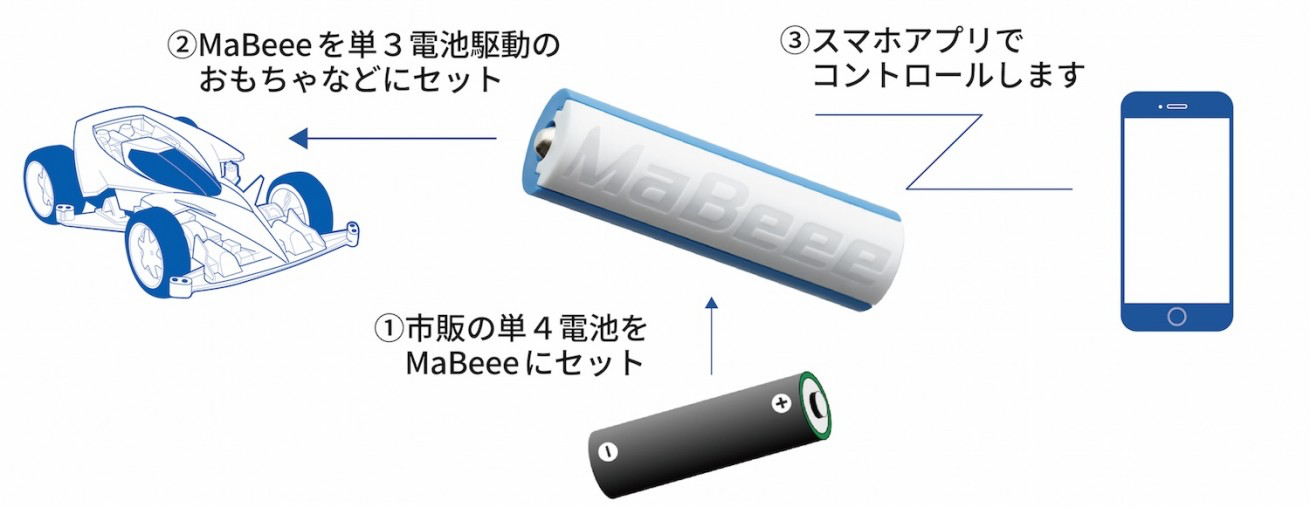 ②MaBeeeを単３電池駆動の
おもちゃなどにセット
③スマホアプリで
コントロールします
MaBeee
①市販の単４電池を
MaBeeeにセット
+
−